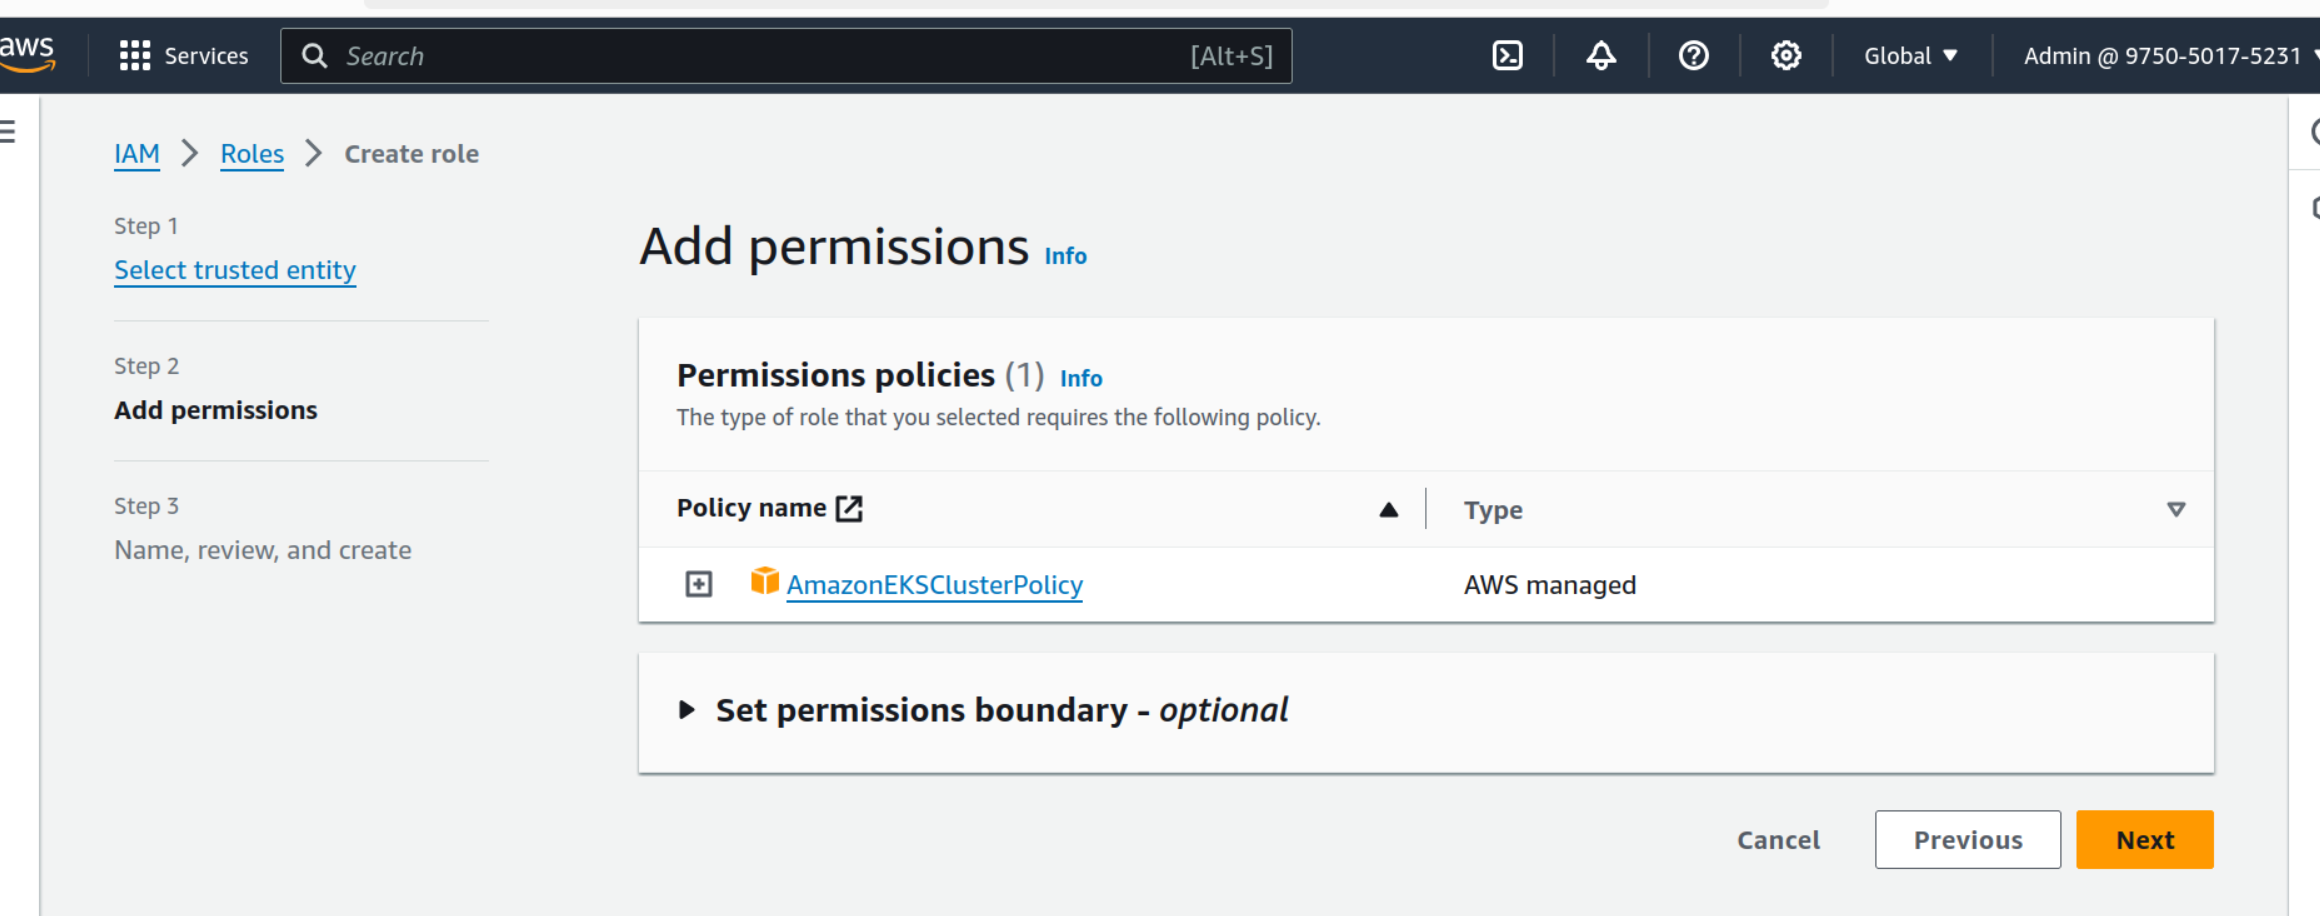 aws
Services
Search
[Alt+S]
Global
Admin @ 9750-5017-5231
IAM
Roles
Create role
Step 1
Select trusted entity
Step 2
Add permissions
Step 3
Name, review, and create
Add permissions Info
Permissions policies (1) Info
The type of role that you selected requires the following policy.
Policy name
Type
AmazonEKSClusterPolicy
AWS managed
Set permissions boundary - optional
Cancel
Previous
Next